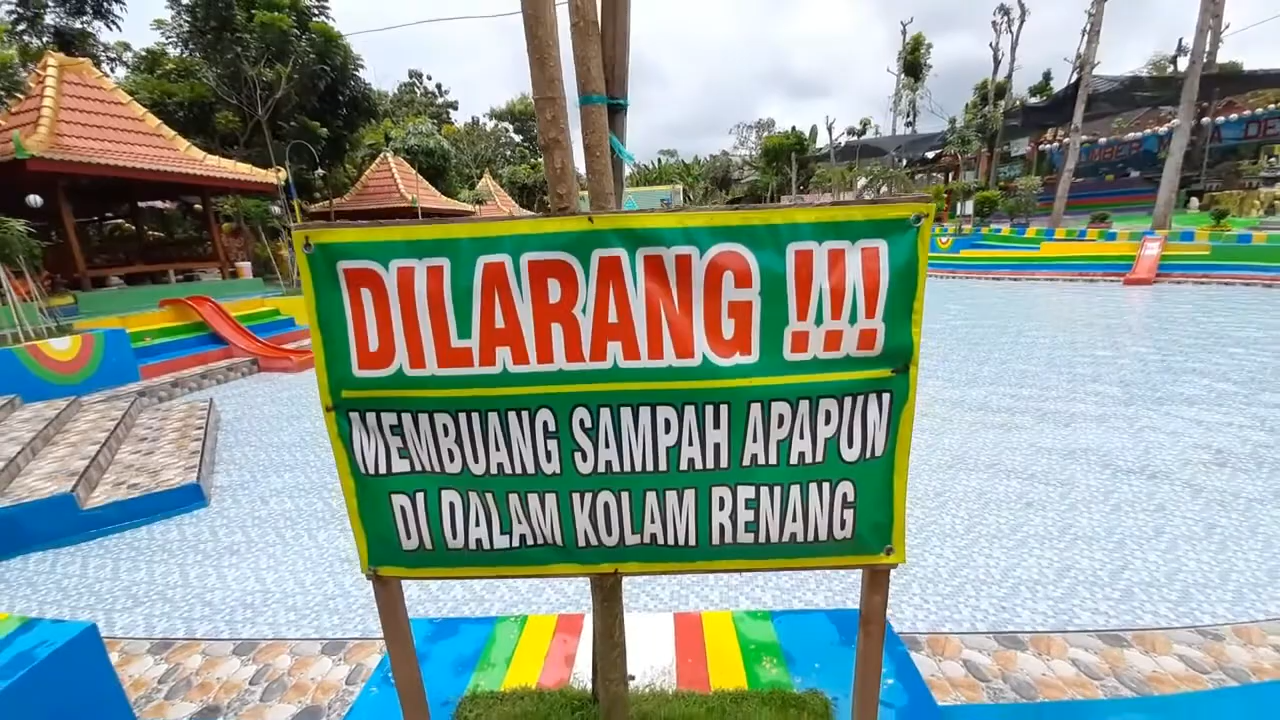 DILARANG !!!
MEMBUANG SAMPAH APAPUN
DI DALAM KOLAM RENANG